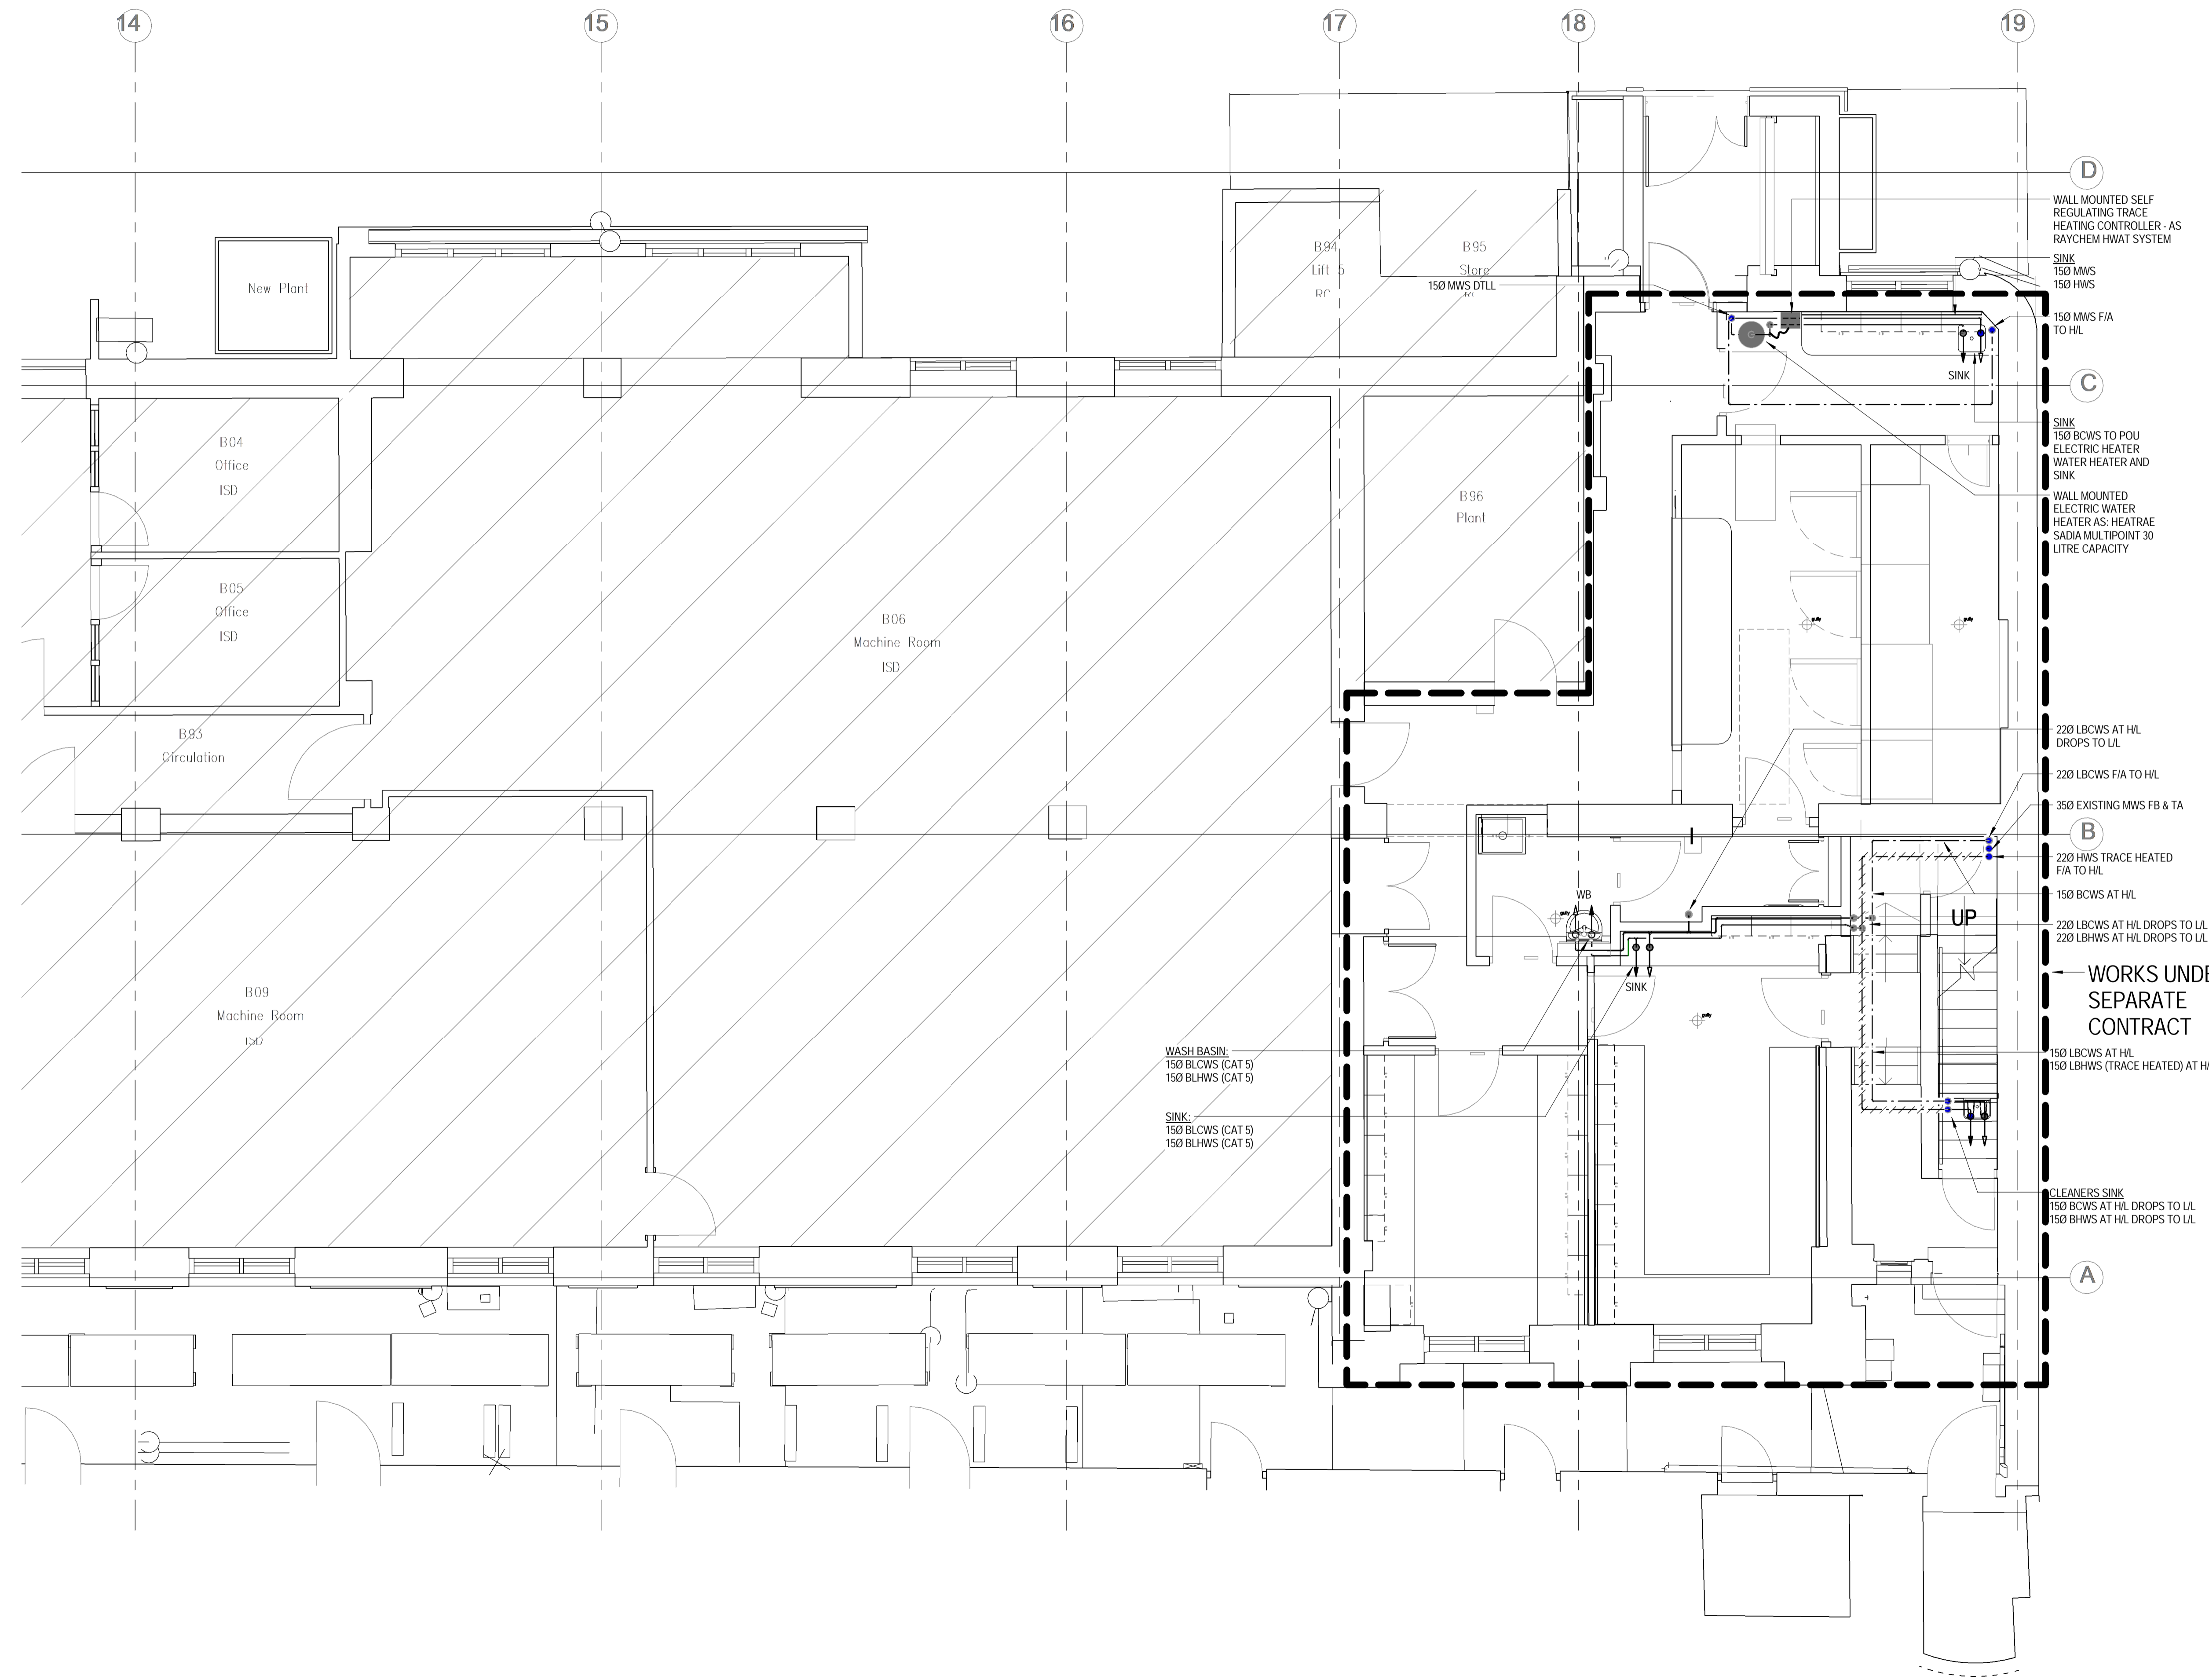 14
15
16
17
18
19
D
WALL MOUNTED SELF
REGULATING TRACE
HEATING CONTROLLER - AS
RAYCHEM HWAT SYSTEM
SINK
15Ø MWS
15Ø HWS
B94
Lift 5
B95
Store
15Ø MWS DTLL
New Plant
15Ø MWS F/A
TO H/L
SINK
C
SINK
15Ø BCWS TO POU
ELECTRIC HEATER
WATER HEATER AND
SINK
WALL MOUNTED
ELECTRIC WATER
HEATER AS: HEATRAE
SADIA MULTIPOINT 30
LITRE CAPACITY
B04
Office
ISD
B96
Plant
B05
Office
ISD
B06
Machine Room
ISD
gully
gully
B93
Circulation
22Ø LBCWS AT H/L
DROPS TO L/L
22Ø LBCWS F/A TO H/L
35Ø EXISTING MWS FB & TA
B
22Ø HWS TRACE HEATED
F/A TO H/L
15Ø BCWS AT H/L
WB
gully
UP
22Ø LBCWS AT H/L DROPS TO L/L
22Ø LBHWS AT H/L DROPS TO L/L
WORKS UNDE
SEPARATE
CONTRACT
SINK
gully
B09
Machine Room
ISD
WASH BASIN:
15Ø BLCWS (CAT 5)
15Ø BLHWS (CAT 5)
15Ø LBCWS AT H/L
15Ø LBHWS (TRACE HEATED) AT H/
SINK:
15Ø BLCWS (CAT 5)
15Ø BLHWS (CAT 5)
CLEANERS SINK
15Ø BCWS AT H/L DROPS TO L/L
15Ø BHWS AT H/L DROPS TO L/L
A